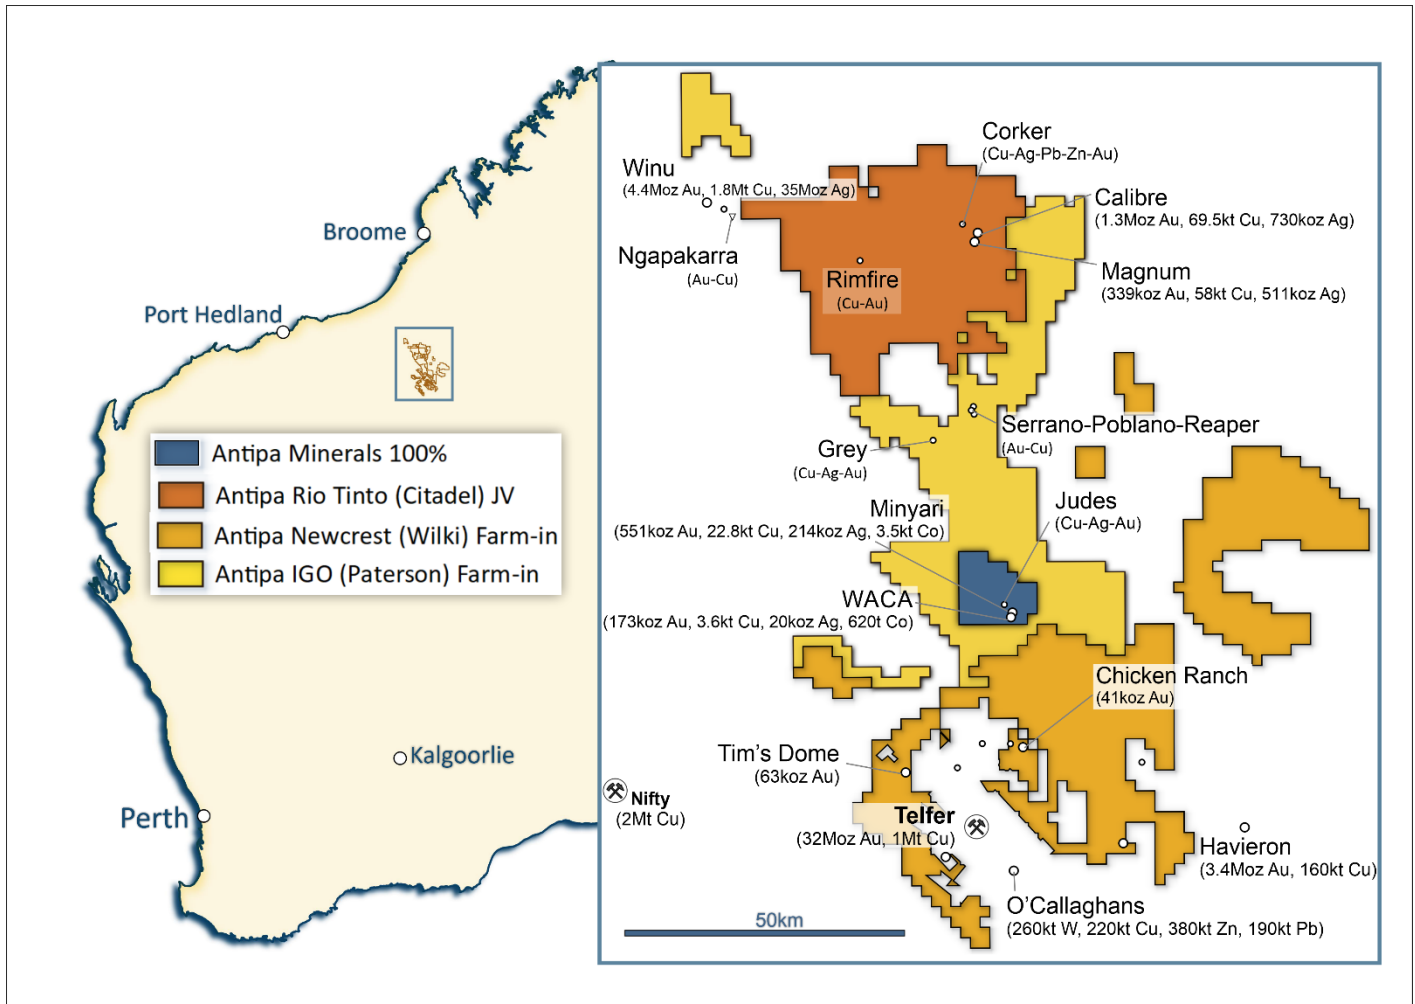 Broome
Port Hedland
Kalgoorlie
Perth
Antipa Minerals 100%
Antipa Rio Tinto (Citadel) JV
Antipa Newcrest (Wilki) Farm-in
Antipa IGO (Paterson) Farm-in
Corker
(Cu-Ag-Pb-Zn-Au)
Winu
(4.4Moz Au, 1.8Mt Cu, 35Moz Ag)
Calibre
(1.3Moz Au, 69.5kt Cu, 730koz Ag)
Ngapakarra
(Au-Cu)
Magnum
(339koz Au, 58kt Cu, 511koz Ag)
Rimfire
(Cu-Au)
Serrano-Poblano-Reaper
(Au-Cu)
Grey
(Cu-Ag-Au)
Minyari
(551koz Au, 22.8kt Cu, 214koz Ag, 3.5kt Co)
Judes
(Cu-Ag-Au)
WACA
(173koz Au, 3.6kt Cu, 20koz Ag, 620t Co)
Chicken Ranch
(41koz Au)
Tim's Dome
(63koz Au)
Nifty
(2Mt Cu)
Telfer
(32Moz Au, 1Mt Cu)
Havieron
(3.4Moz Au, 160kt Cu)
O'Callaghans
(260kt W, 220kt Cu, 380kt Zn, 190kt Pb)
50km